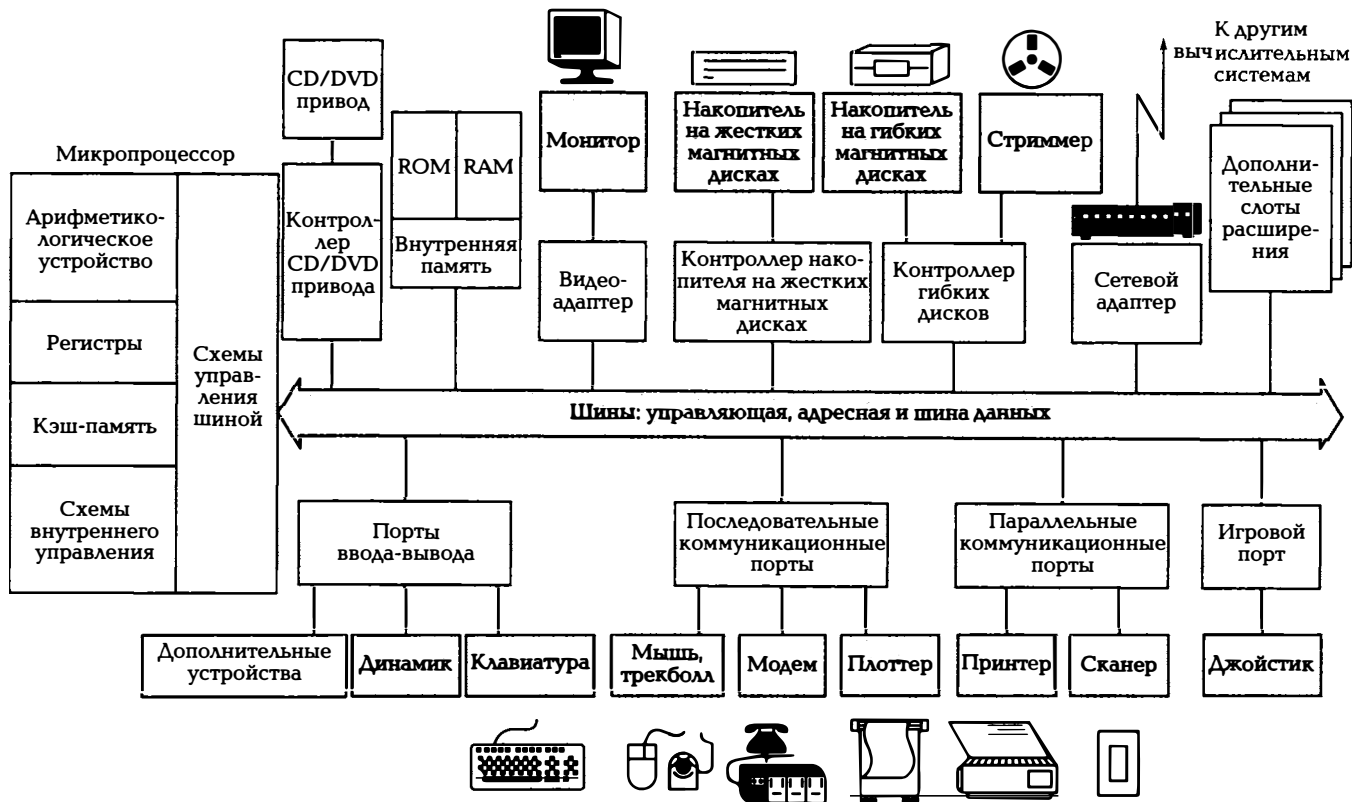 К другим
вычислительным
системам
CD/DVD
привод
ROM
RAM
Внутренняя
память
Монитор
Накопитель
на жестких
магнитных
дисках
Накопитель
на гибких
магнитных
дисках
Стриммер
Дополни-
тельные
слоты
расшире-
ния
Микропроцессор
Арифметико-
логическое
устройство
Регистры
Кэш-память
Схемы
внутреннего
управления
Схемы
управ-
ления
шиной
Контрол-
лер
CD/DVD
привода
Видео-
адаптер
Контроллер нако-
пителя на жестких
магнитных
дисках
Контроллер
гибких
дисков
Сетевой
адаптер
Шины: управляющая, адресная и шина данных
Порты
ввода-вывода
Последовательные
коммуникационные
порты
Параллельные
коммуникационные
порты
Игровой
порт
Дополнительные
устройства
Динамик
Клавиатура
Мышь,
трекболл
Модем
Плоттер
Принтер
Сканер
Джойстик